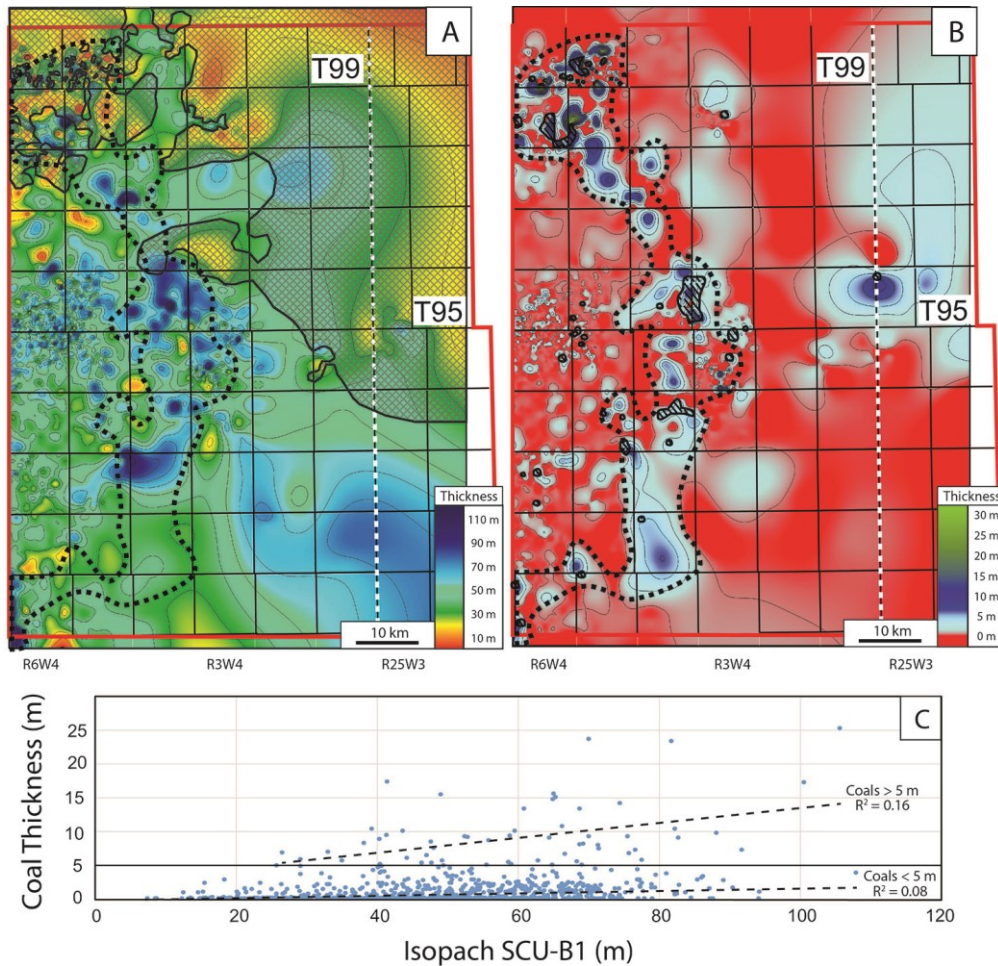 A
T99
T95
Thickness
110 m
90 m
70 m
50 m
30 m
10 m
10 km
R6W4
R3W4
R25W3
B
T99
T95
Thickness
30 m
25 m
20 m
15 m
10 m
5 m
0 m
10 km
R6W4
R3W4
R25W3
C
Coal Thickness (m)
25
20
15
10
5
0
Coals > 5 m
R² = 0.16
Coals < 5 m
R² = 0.08
0
20
40
60
80
100
120
Isopach SCU-B1 (m)